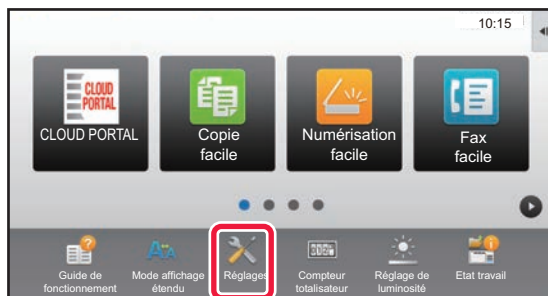 10:15
CLOUD
PORTAL
CLOUD PORTAL
Copie
facile
Numérisation
facile
Fax
facile
Guide de
fonctionnement
Mode affichage
étendu
Réglages
Compteur
totalisateur
Réglage de
luminosité
Etat travail